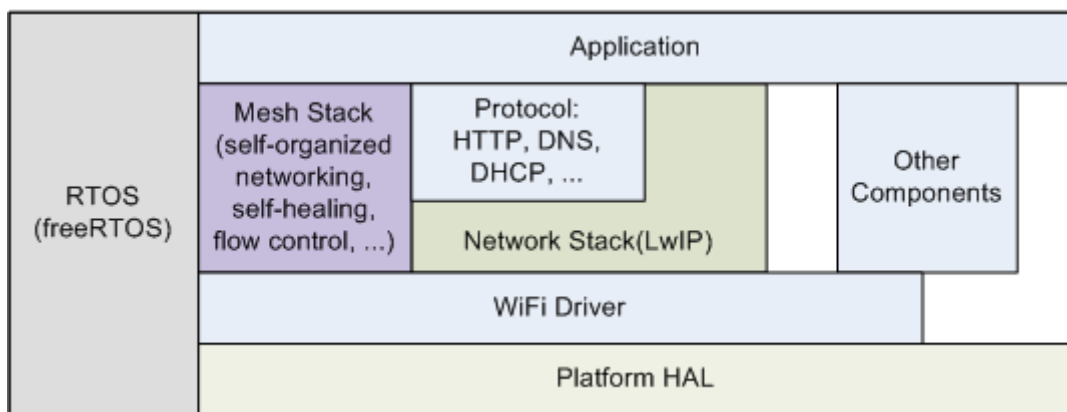 RTOS
(freeRTOS)
Application
Mesh Stack
(self-organized
networking,
self-healing,
flow control, ...)
Protocol:
HTTP, DNS,
DHCP, ...
Network Stack(LwIP)
Other
Components
WiFi Driver
Platform HAL